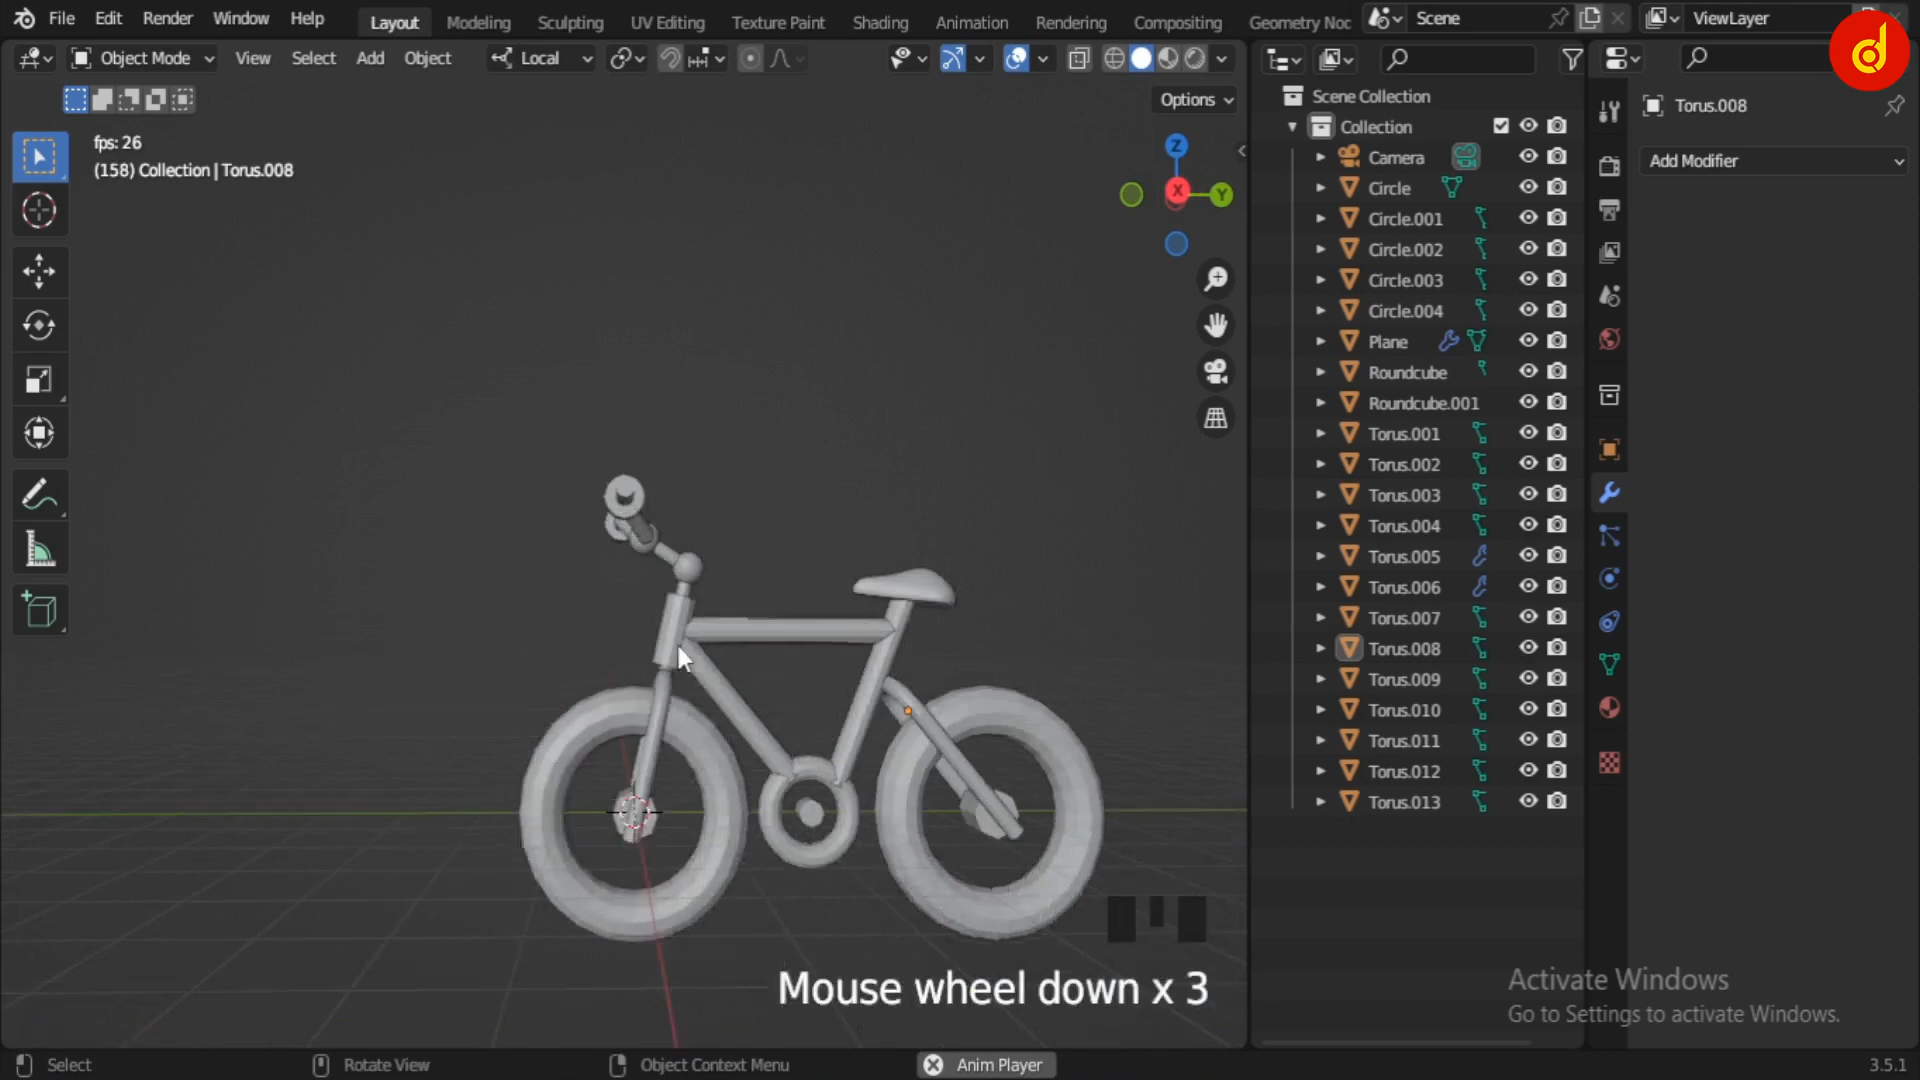 File Edit Render Window Help Layout Modeling Sculpting UV Editing Texture Paint Shading Animation Rendering Compositing Geometry Noc Scene ViewLayer
Object Mode View Select Add Object Local
Options
fps: 26
(158) Collection | Torus.008
Z
X
Y
Scene Collection
Collection
Camera
Circle
Circle.001
Circle.002
Circle.003
Circle.004
Plane
Roundcube
Roundcube.001
Torus.001
Torus.002
Torus.003
Torus.004
Torus.005
Torus.006
Torus.007
Torus.008
Torus.009
Torus.010
Torus.011
Torus.012
Torus.013
Torus.008
Add Modifier
Mouse wheel down x 3
Activate Windows
Go to Settings to activate Windows.
Select Rotate View Object Context Menu Anim Player 3.5.1